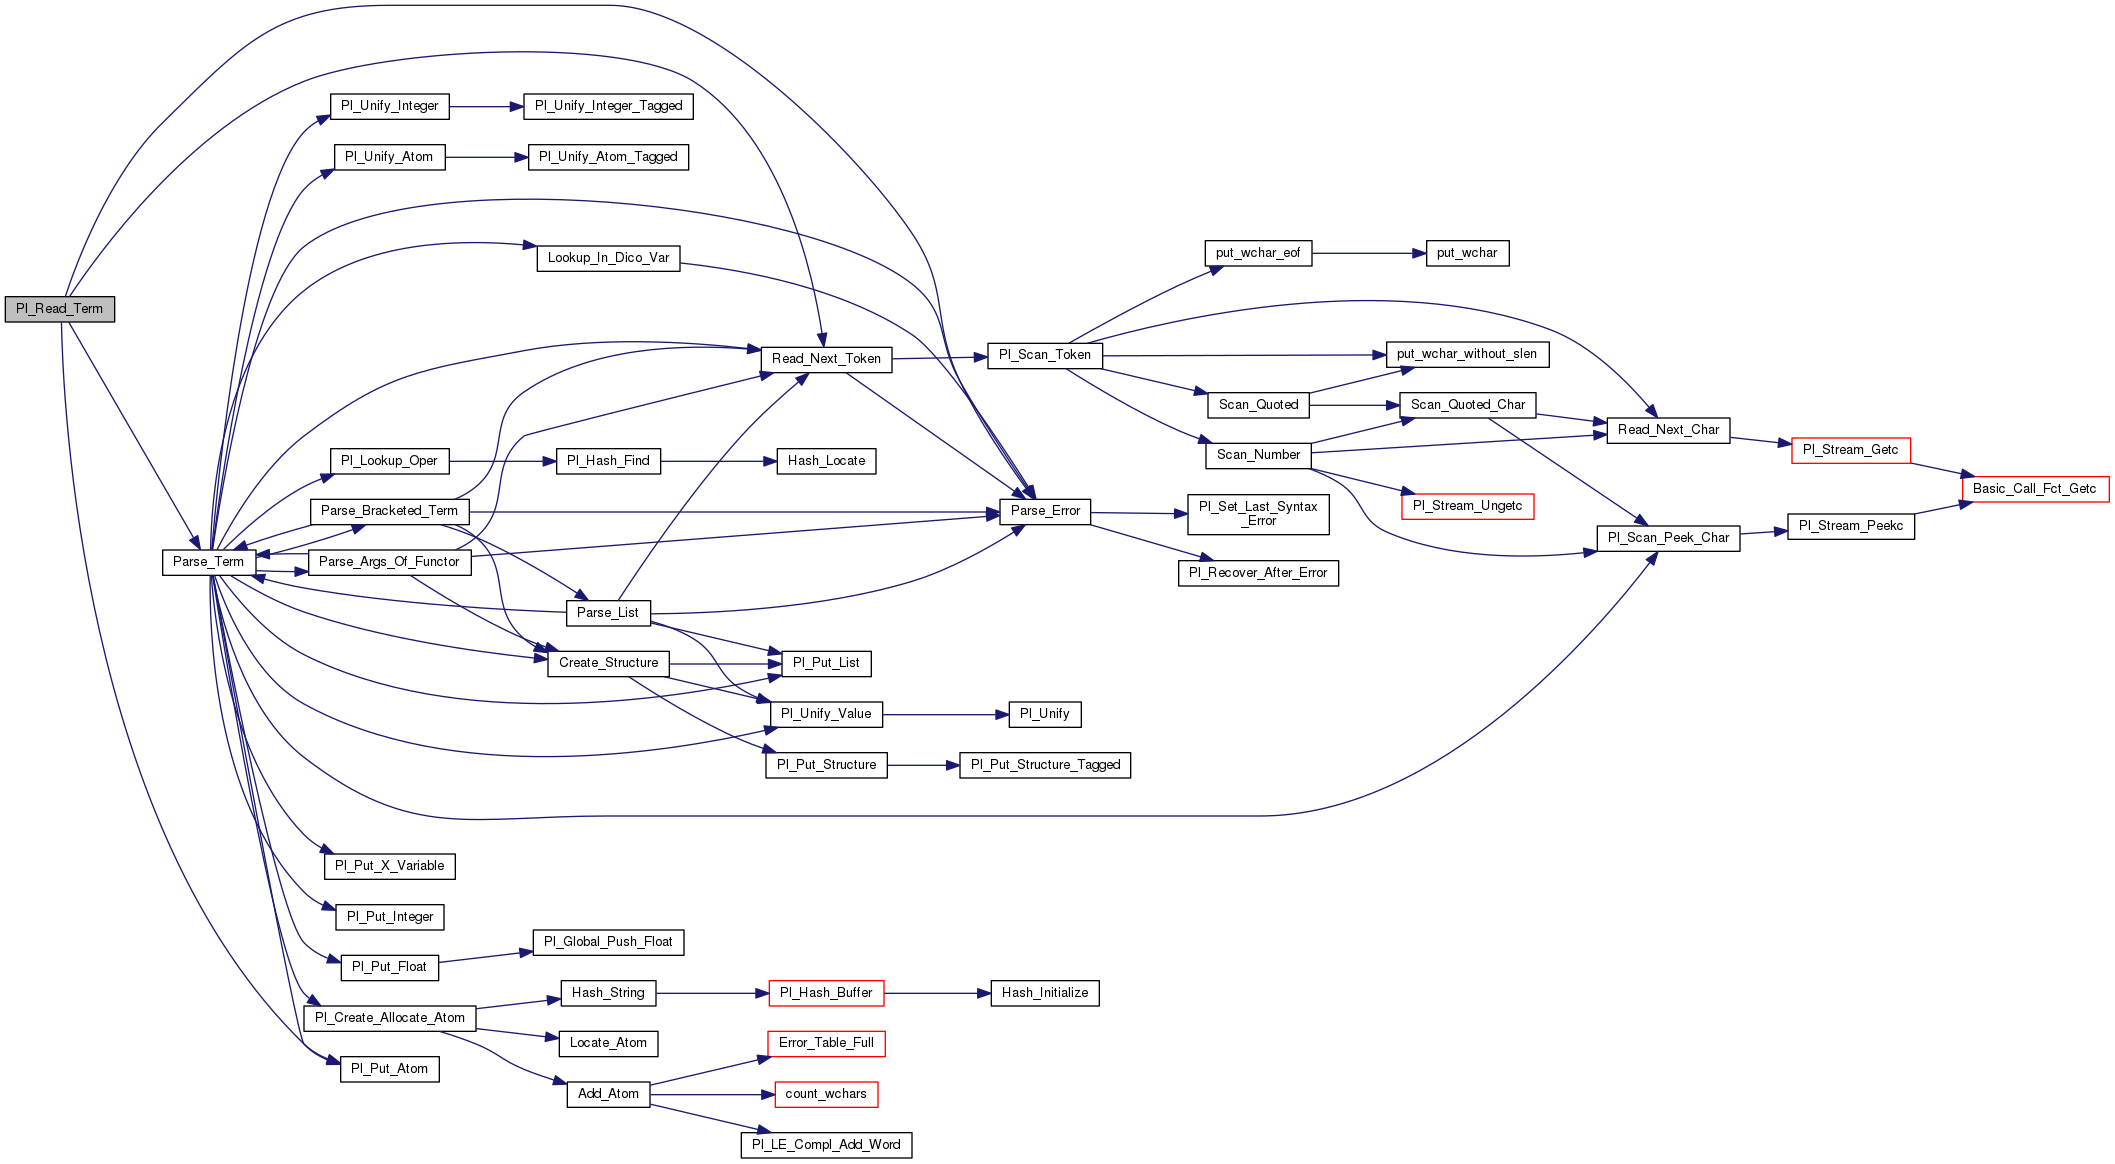 Pl_Read_Term
Pl_Unify_Integer
Pl_Unify_Integer_Tagged
Pl_Unify_Atom
Pl_Unify_Atom_Tagged
Lookup_In_Dico_Var
Read_Next_Token
Pl_Lookup_Oper
Pl_Hash_Find
Hash_Locate
Parse_Bracketed_Term
Parse_Term
Parse_Args_Of_Functor
Parse_List
Create_Structure
Pl_Put_List
Pl_Unify_Value
Pl_Unify
Pl_Put_Structure
Pl_Put_Structure_Tagged
Parse_Error
Pl_Set_Last_Syntax
_Error
Pl_Recover_After_Error
Pl_Scan_Token
put_wchar_eof
put_wchar
put_wchar_without_slen
Scan_Quoted
Scan_Quoted_Char
Scan_Number
Read_Next_Char
Pl_Stream_Getc
Pl_Stream_Ungetc
Pl_Scan_Peek_Char
Pl_Stream_Peekc
Basic_Call_Fct_Getc
Pl_Put_X_Variable
Pl_Put_Integer
Pl_Put_Float
Pl_Global_Push_Float
Pl_Create_Allocate_Atom
Hash_String
Pl_Hash_Buffer
Hash_Initialize
Locate_Atom
Add_Atom
Error_Table_Full
count_wchars
Pl_LE_Compl_Add_Word
Pl_Put_Atom